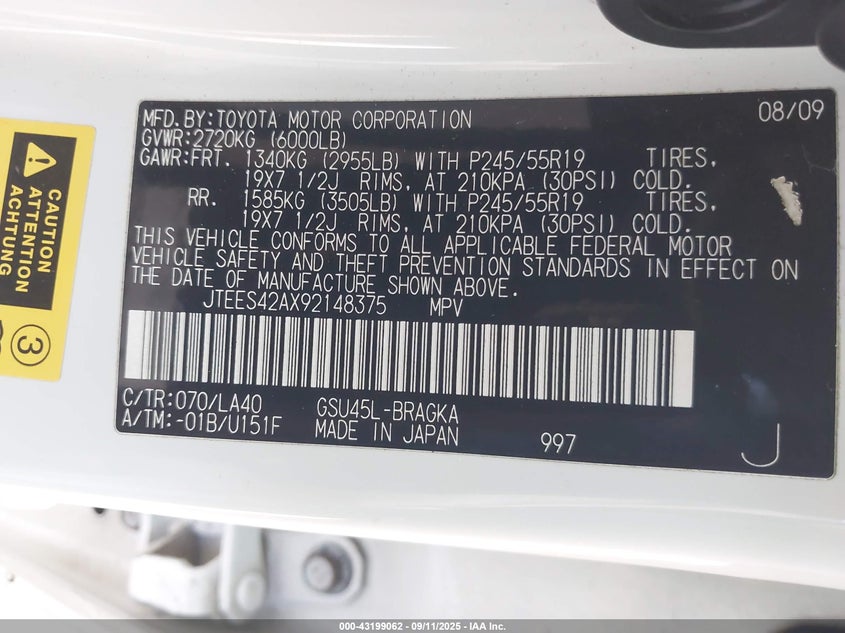 MFD.BY:TOYOTA MOTOR CORPORATION 08/09
GVWR:2720KG (6000LB)
GAWR:FRT. 1340KG (2955LB) WITH P245/55R19 TIRES,
19X7 1/2J RIMS, AT 210KPA (30PSI) COLD.
RR. 1585KG (3505LB) WITH P245/55R19 TIRES,
19X7 1/2J RIMS, AT 210KPA (30PSI) COLD.
THIS VEHICLE CONFORMS TO ALL APPLICABLE FEDERAL MOTOR
VEHICLE SAFETY AND THEFT PREVENTION STANDARDS IN EFFECT ON
THE DATE OF MANUFACTURE SHOWN ABOVE.
JTEES42AX92148375 MPV
C/TR:070/LA40 GSU45L-BRAGKA
A/TM:-01B/U151F MADE IN JAPAN 997 J
CAUTION
ATTENTION
ACHTUNG
3
000-43199062 - 09/11/2025 - IAA Inc.